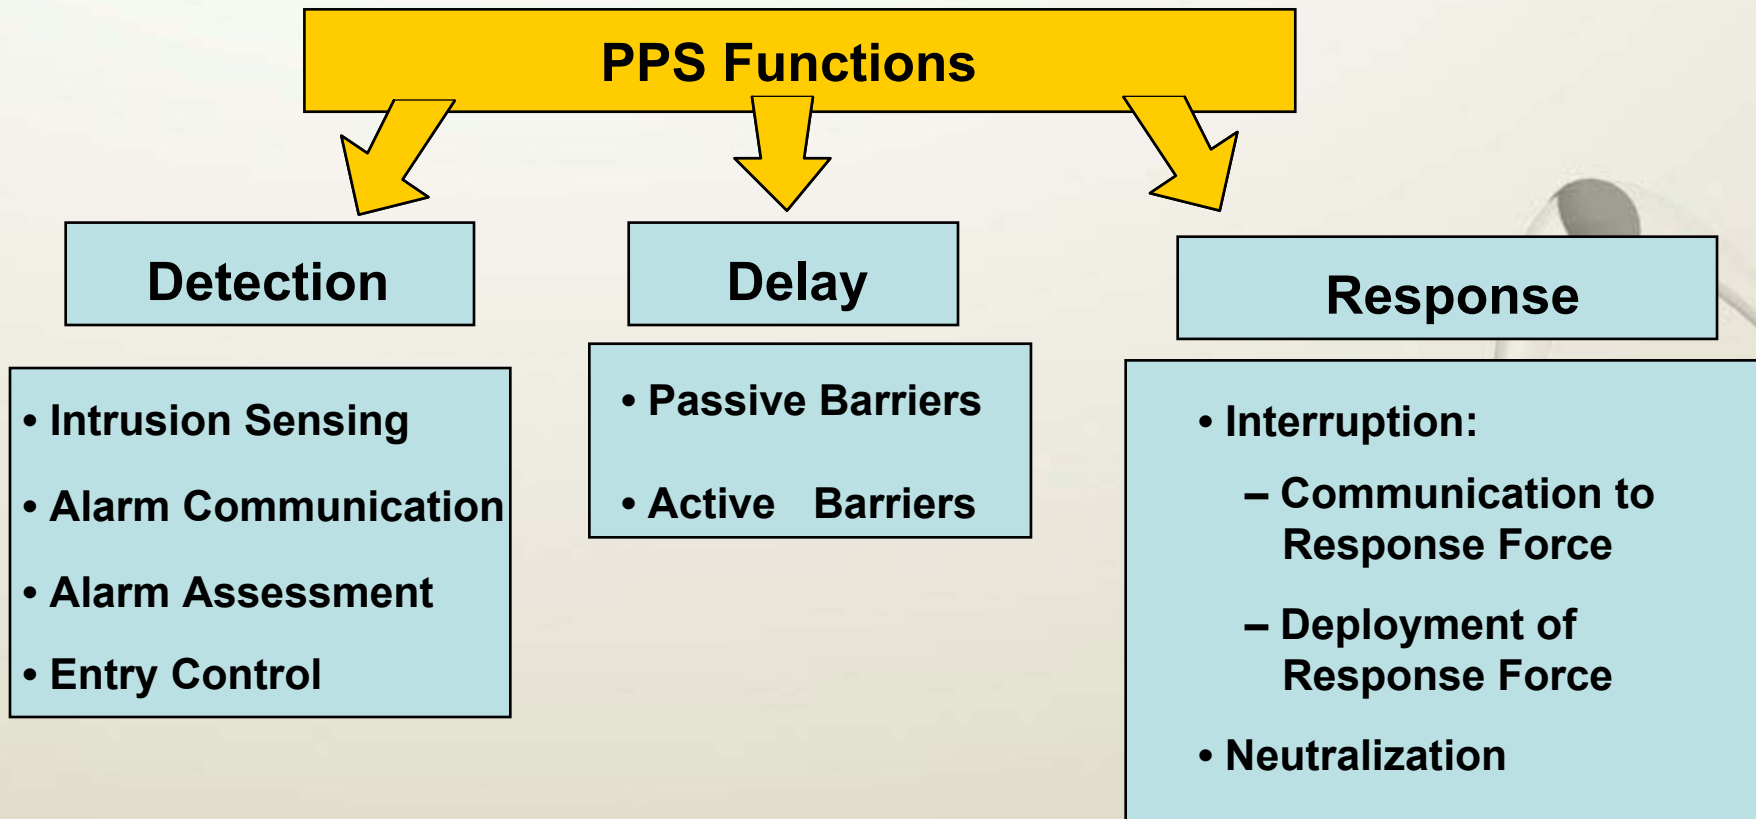 PPS Functions
Detection
• Intrusion Sensing
• Alarm Communication
• Alarm Assessment
• Entry Control
Delay
• Passive Barriers
• Active Barriers
Response
• Interruption:
– Communication to
Response Force
– Deployment of
Response Force
• Neutralization